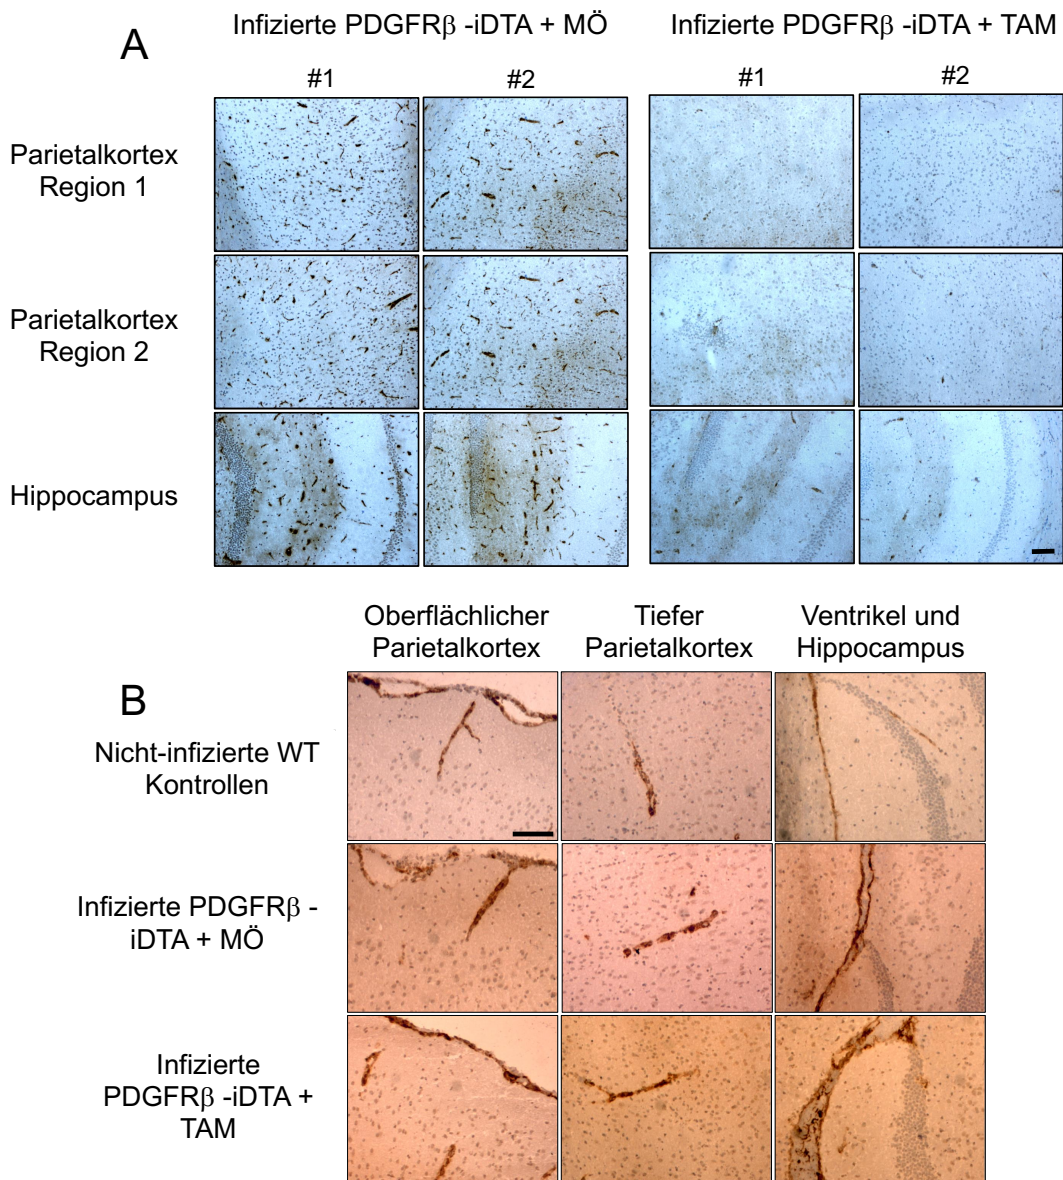 A
Infizierte PDGFRβ -iDTA + MÖ
Infizierte PDGFRβ -iDTA + TAM
#1
#2
#1
#2
Parietalkortex
Region 1
Parietalkortex
Region 2
Hippocampus
B
Oberflächlicher
Parietalkortex
Tiefer
Parietalkortex
Ventrikel und
Hippocampus
Nicht-infizierte WT
Kontrollen
Infizierte PDGFRβ -
iDTA + MÖ
Infizierte
PDGFRβ -iDTA +
TAM